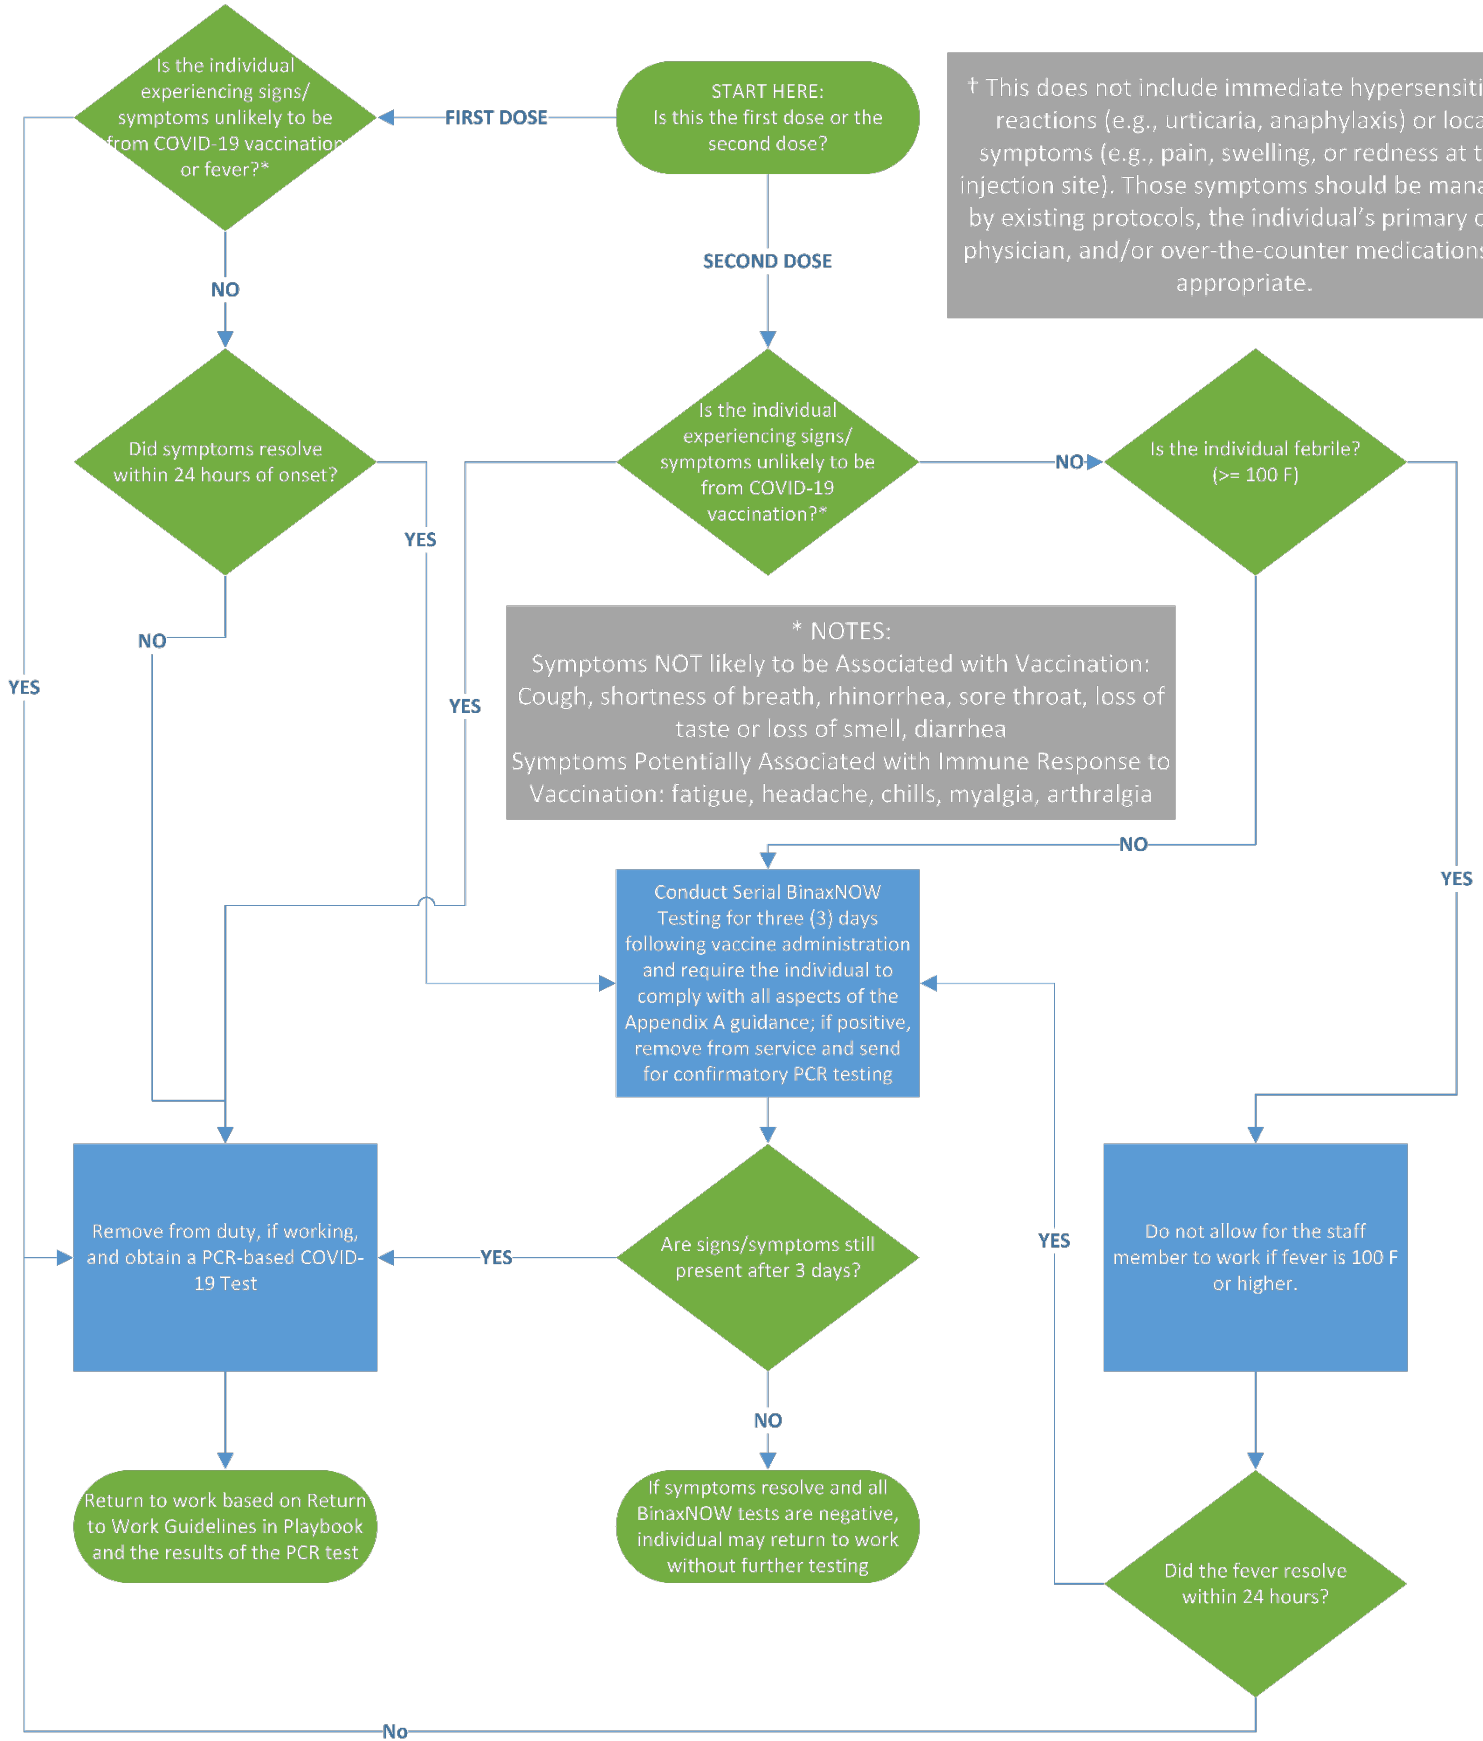 Is the individual
experiencing signs/
symptoms unlikely to be
from COVID-19 vaccination
or fever?*
FIRST DOSE
START HERE:
Is this the first dose or the
second dose?
† This does not include immediate hypersensiti
reactions (e.g., urticaria, anaphylaxis) or loca
symptoms (e.g., pain, swelling, or redness at t
injection site). Those symptoms should be mana
by existing protocols, the individual's primary c
physician, and/or over-the-counter medications
appropriate.
NO
SECOND DOSE
Did symptoms resolve
within 24 hours of onset?
Is the individual
experiencing signs/
symptoms unlikely to be
from COVID-19
vaccination?*
NO
Is the individual febrile?
(>= 100 F)
YES
NO
YES
YES
* NOTES:
Symptoms NOT likely to be Associated with Vaccination:
Cough, shortness of breath, rhinorrhea, sore throat, loss of
taste or loss of smell, diarrhea
Symptoms Potentially Associated with Immune Response to
Vaccination: fatigue, headache, chills, myalgia, arthralgia
NO
YES
Conduct Serial BinaxNOW
Testing for three (3) days
following vaccine administration
and require the individual to
comply with all aspects of the
Appendix A guidance; if positive,
remove from service and send
for confirmatory PCR testing
Remove from duty, if working,
and obtain a PCR-based COVID-
19 Test
YES
Are signs/symptoms still
present after 3 days?
YES
Do not allow for the staff
member to work if fever is 100 F
or higher.
NO
Return to work based on Return
to Work Guidelines in Playbook
and the results of the PCR test
If symptoms resolve and all
BinaxNOW tests are negative,
individual may return to work
without further testing
Did the fever resolve
within 24 hours?
No